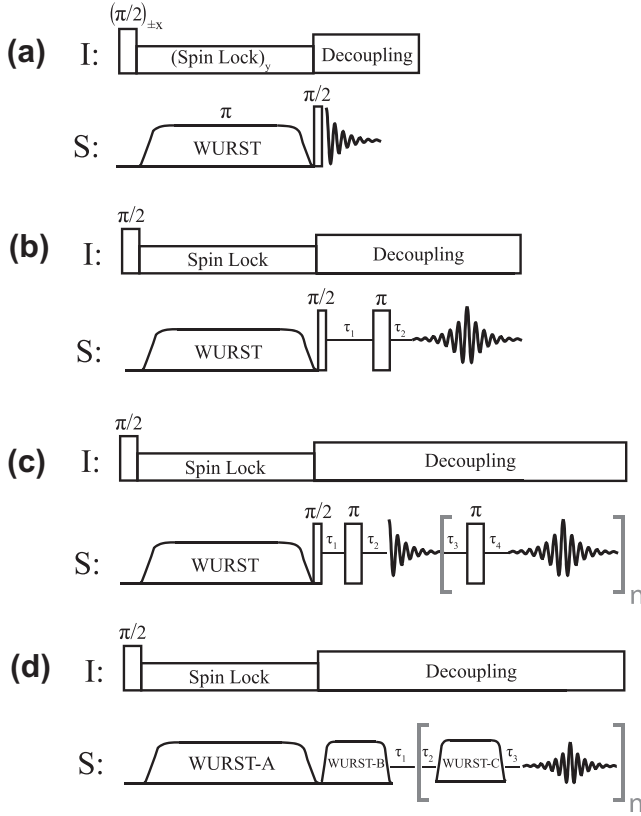 (π/2)±x
(a) I: (Spin Lock)y Decoupling
π π/2
S: WURST
π/2
(b) I: Spin Lock Decoupling
π/2 π
S: WURST τ1 τ2
π/2
(c) I: Spin Lock Decoupling
π/2 π π
S: WURST τ1 τ2 τ3 τ4
n
π/2
(d) I: Spin Lock Decoupling
S: WURST-A WURST-B τ1 τ2 WURST-C τ3
n